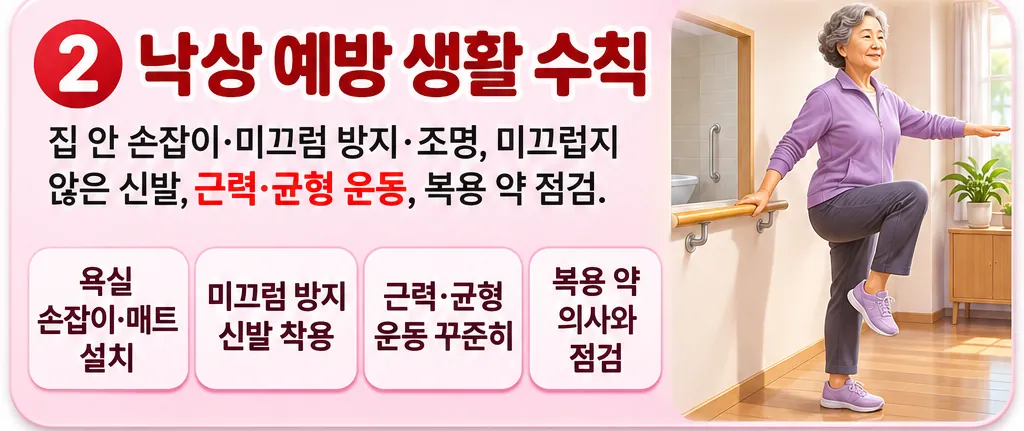 2 낙상 예방 생활 수칙
집 안 손잡이·미끄럼 방지·조명, 미끄럽지
않은 신발, 근력·균형 운동, 복용 약 점검.
욕실
손잡이·매트
설치
미끄럼 방지
신발 착용
근력·균형
운동 꾸준히
복용 약
의사와
점검